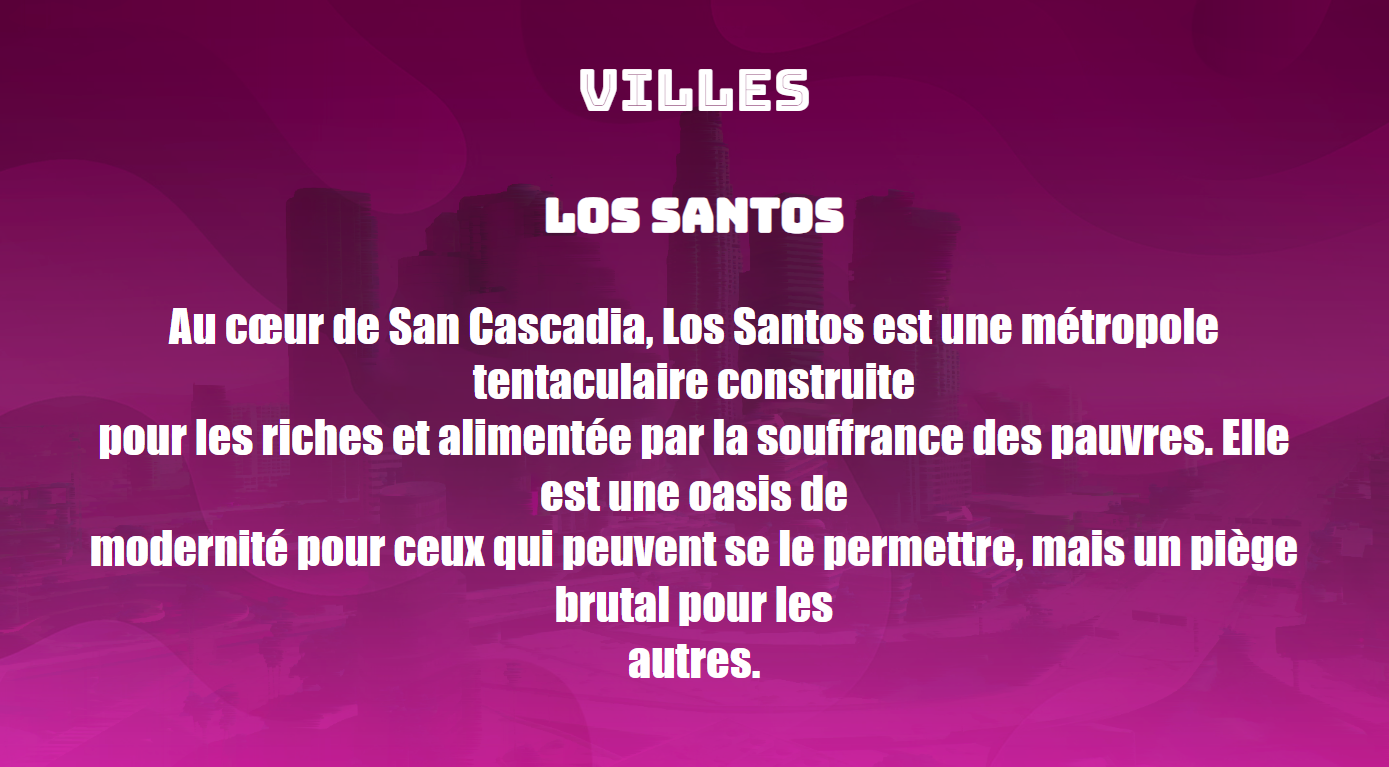 VILLES
LOS SANTOS
Au cœur de San Cascadia, Los Santos est une métropole
tentaculaire construite
pour les riches et alimentée par la souffrance des pauvres. Elle
est une oasis de
modernité pour ceux qui peuvent se le permettre, mais un piège
brutal pour les
autres.